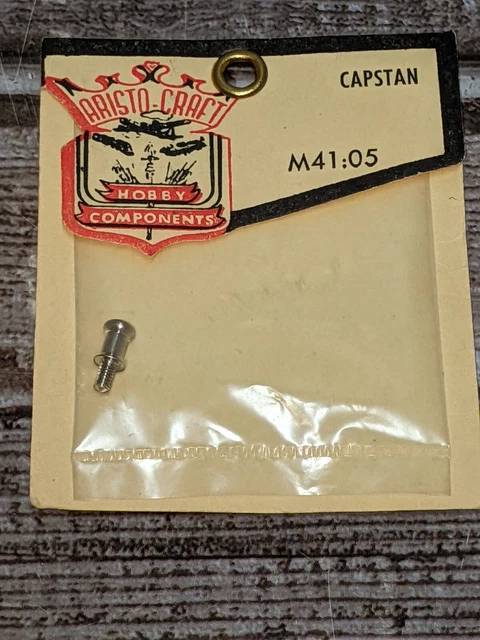 ARISTO-CRAFT
HOBBY
COMPONENTS
CAPSTAN
M41:05